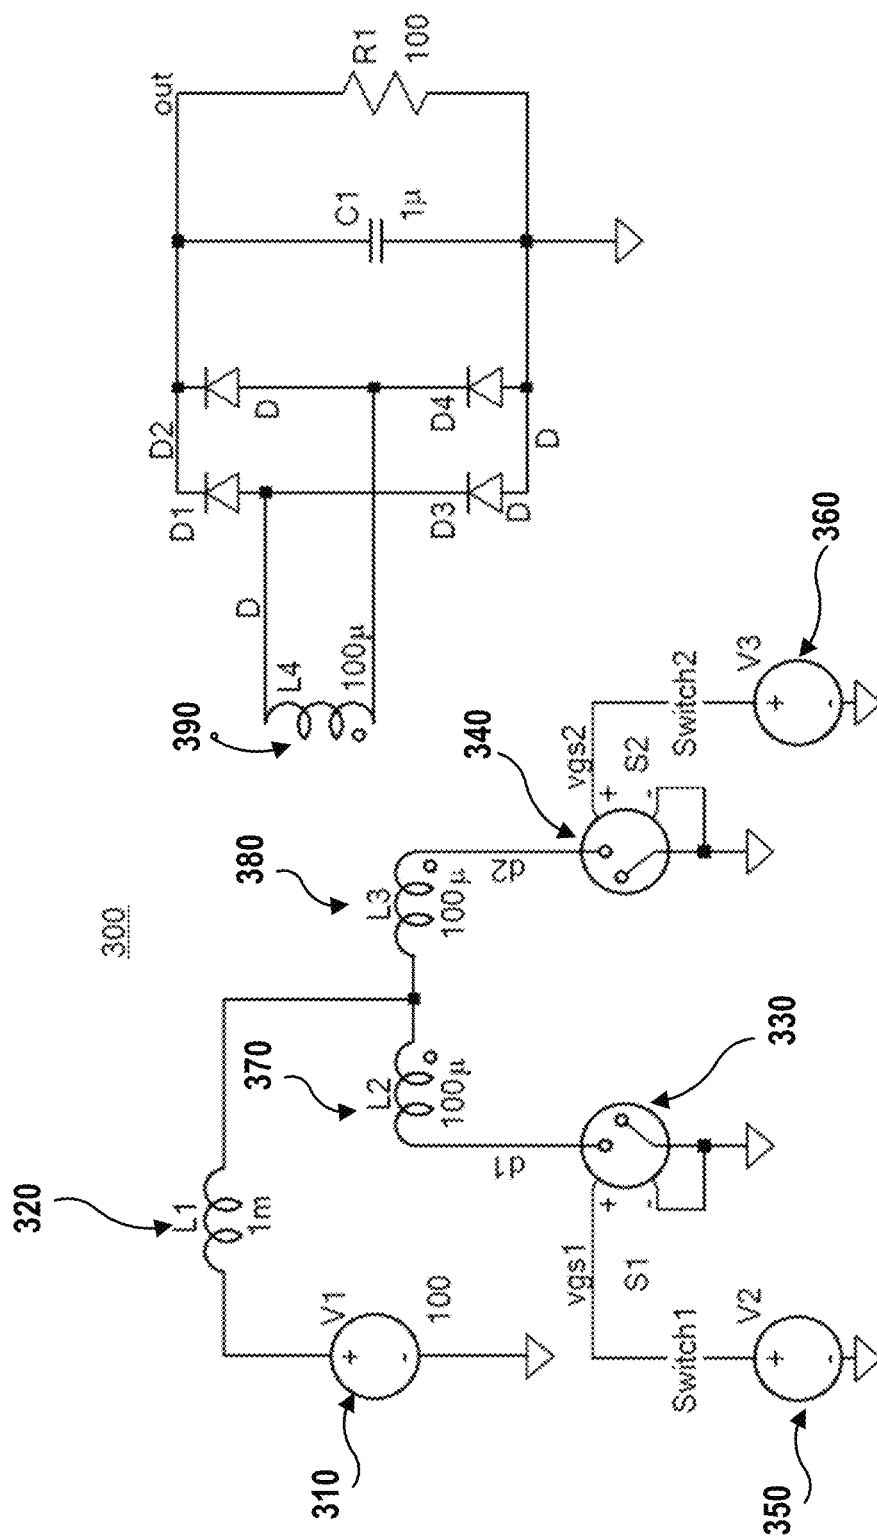 300
310
V1
+
-
100
320
L1
1m
370
L2
100µ
380
L3
100µ
390
L4
100µ
D
D1
D2
D
D3
D
D4
D
C1
1µ
out
R1
100
d1
d2
330
vgs1
+
-
S1
Switch1
V2
+
-
350
340
vgs2
+
-
S2
Switch2
V3
+
-
360